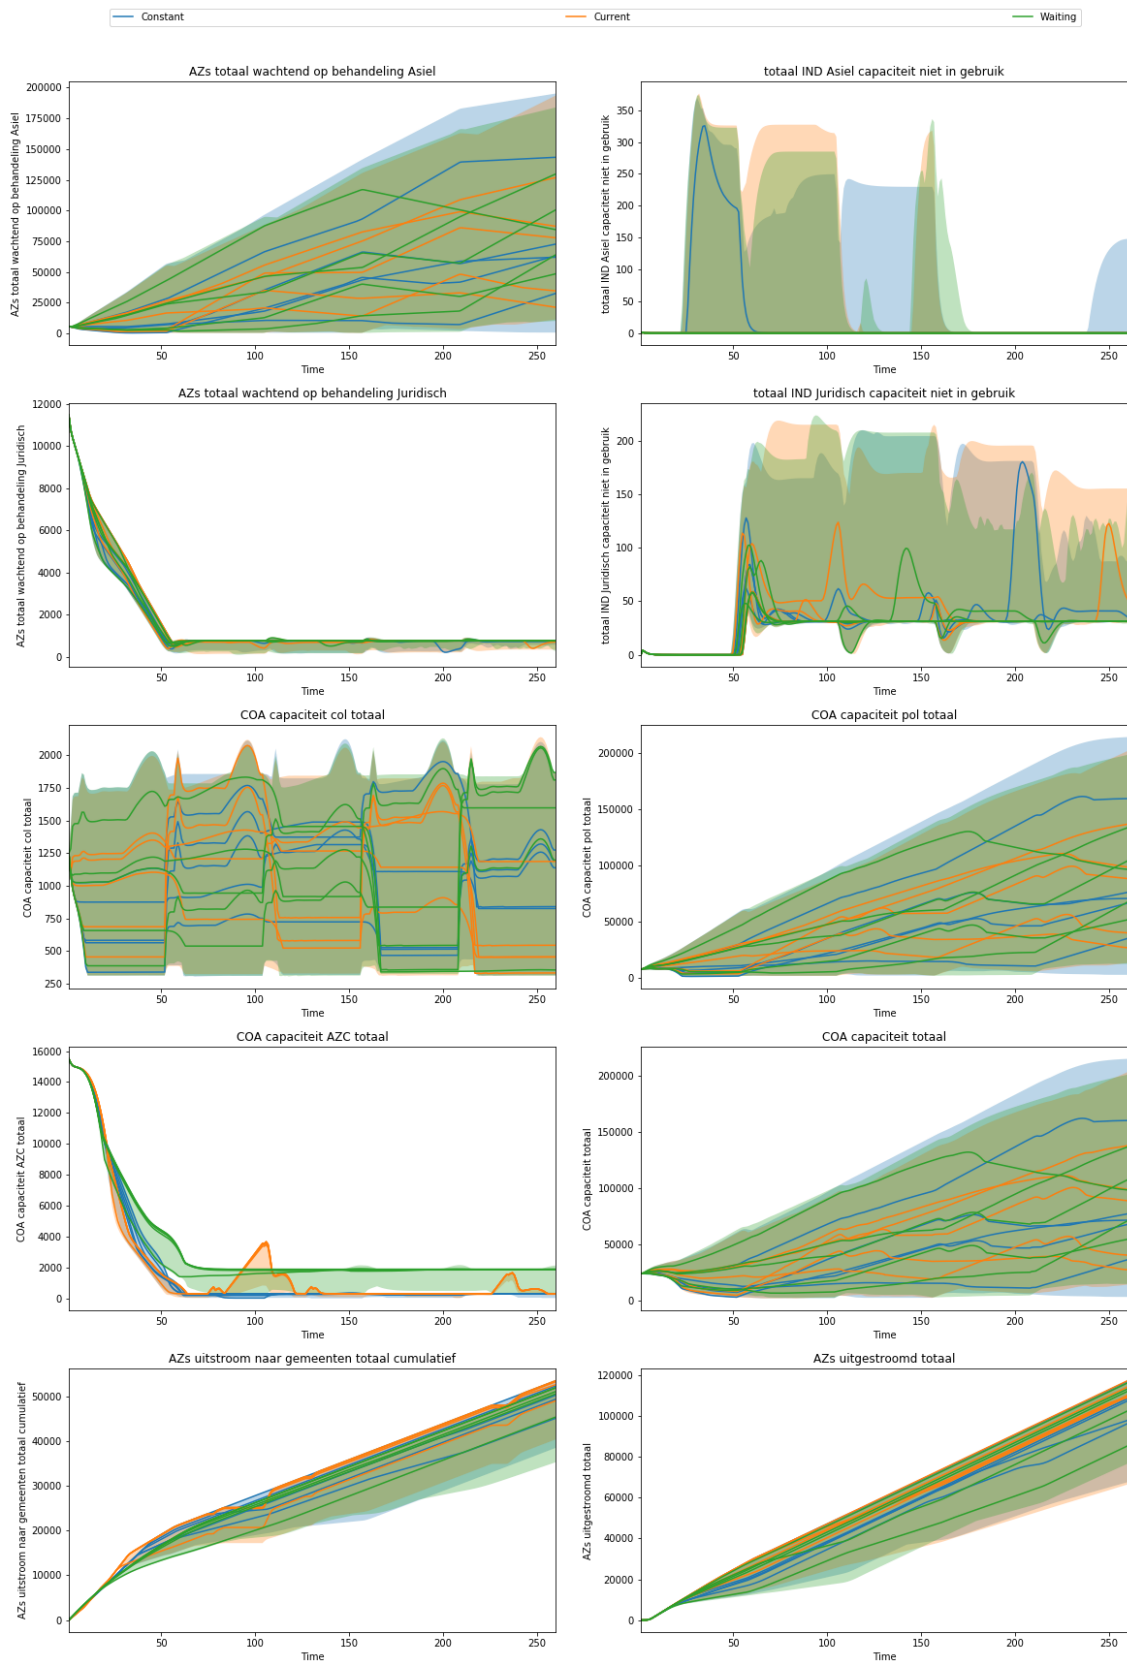 Constant
Current
Waiting
AZs totaal wachtend op behandeling Asiel
AZs totaal wachtend op behandeling Asiel
200000
175000
150000
125000
100000
75000
50000
25000
0
50 100 150 200 250
Time
totaal IND Asiel capaciteit niet in gebruik
totaal IND Asiel capaciteit niet in gebruik
350
300
250
200
150
100
50
0
50 100 150 200 250
Time
AZs totaal wachtend op behandeling Juridisch
AZs totaal wachtend op behandeling Juridisch
12000
10000
8000
6000
4000
2000
0
50 100 150 200 250
Time
totaal IND Juridisch capaciteit niet in gebruik
totaal IND Juridisch capaciteit niet in gebruik
200
150
100
50
0
50 100 150 200 250
Time
COA capaciteit col totaal
COA capaciteit col totaal
2000
1750
1500
1250
1000
750
500
250
50 100 150 200 250
Time
COA capaciteit pol totaal
COA capaciteit pol totaal
200000
150000
100000
50000
0
50 100 150 200 250
Time
COA capaciteit AZC totaal
COA capaciteit AZC totaal
16000
14000
12000
10000
8000
6000
4000
2000
0
50 100 150 200 250
Time
COA capaciteit totaal
COA capaciteit totaal
200000
150000
100000
50000
0
50 100 150 200 250
Time
AZs uitstroom naar gemeenten totaal cumulatief
AZs uitstroom naar gemeenten totaal cumulatief
50000
40000
30000
20000
10000
0
50 100 150 200 250
Time
AZs uitgestroomd totaal
AZs uitgestroomd totaal
120000
100000
80000
60000
40000
20000
0
50 100 150 200 250
Time